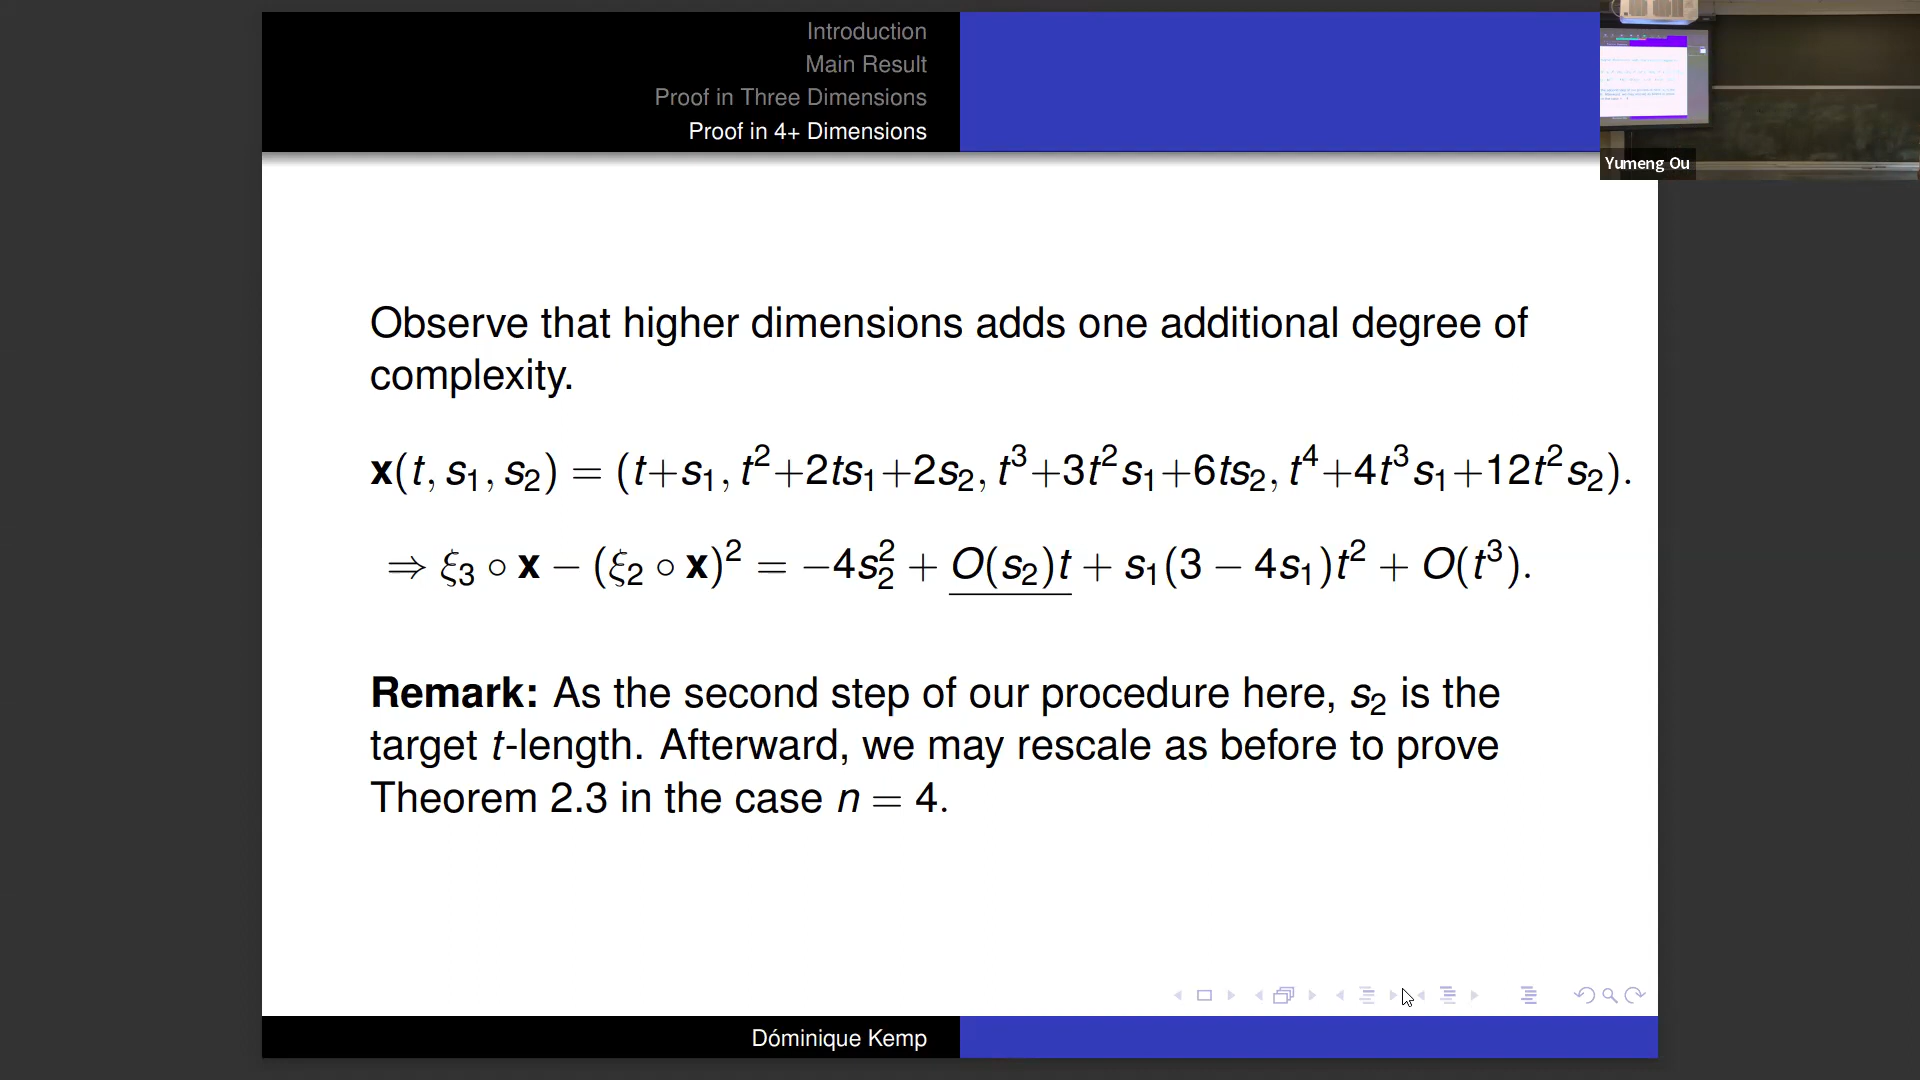 Introduction
Main Result
Proof in Three Dimensions
Proof in 4+ Dimensions
Yumeng Ou
Observe that higher dimensions adds one additional degree of
complexity.
x(t, s₁, s₂) = (t+s₁, t²+2ts₁+2s₂, t³+3t²s₁+6ts₂, t⁴+4t³s₁+12t²s₂).
⇒ ξ₃ ∘ x − (ξ₂ ∘ x)² = −4s₂² + O(s₂)t + s₁(3 − 4s₁)t² + O(t³).
Remark: As the second step of our procedure here, s₂ is the
target t-length. Afterward, we may rescale as before to prove
Theorem 2.3 in the case n = 4.
Dóminique Kemp